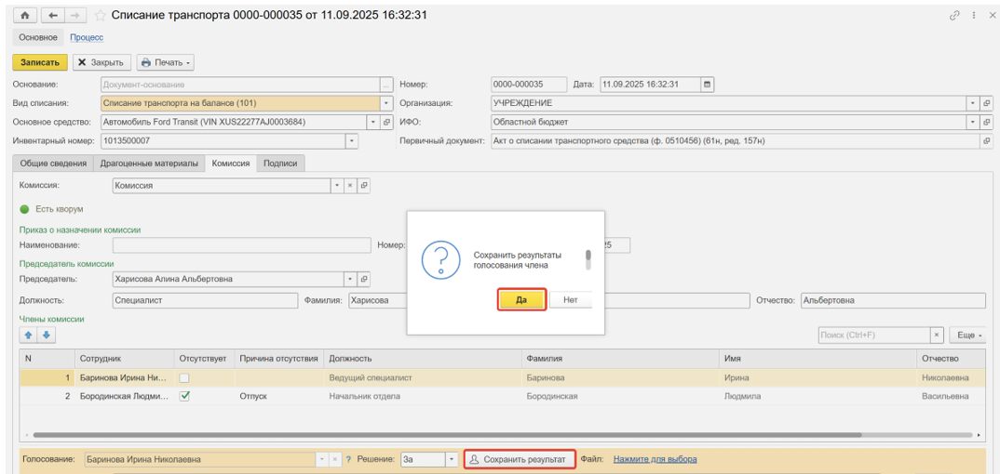 Списание транспорта 0000-000035 от 11.09.2025 16:32:31
Основное Процесс
Записать Закрыть Печать
Основание: Документ-основание ... Номер: 0000-000035 Дата: 11.09.2025 16:32:31
Вид списания: Списание транспорта на балансе (101) Организация: УЧРЕЖДЕНИЕ
Основное средство: Автомобиль Ford Transit (VIN XUS22277AJ0003684) ИФО: Областной бюджет
Инвентарный номер: 1013500007 Первичный документ: Акт о списании транспортного средства (ф. 0510456) (61н, ред. 157н)
Общие сведения Драгоценные материалы Комиссия Подписи
Комиссия: Комиссия
Есть кворум
Приказ о назначении комиссии
Наименование: Номер: 25
Председатель комиссии
Председатель: Харисова Алина Альбертовна
Должность: Специалист Фамилия: Харисова Отчество: Альбертовна
Сохранить результаты
голосования члена
Да Нет
Члены комиссии
Поиск (Ctrl+F) × Еще
N Сотрудник Отсутствует Причина отсутствия Должность Фамилия Имя Отчество
1 Баринова Ирина Ни... Ведущий специалист Баринова Ирина Николаевна
2 Бородинская Людми... Отпуск Начальник отдела Бородинская Людмила Васильевна
Голосование: Баринова Ирина Николаевна ? Решение: За Сохранить результат Файл: Нажмите для выбора